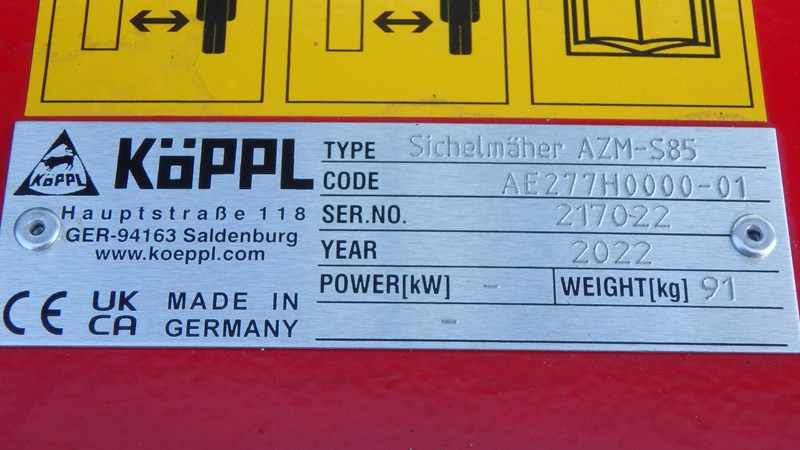 KöPPL
KöPPL
Hauptstraße 118
GER-94163 Saldenburg
www.koeppl.com
CE UK CA MADE IN GERMANY
TYPE Sichelmäher AZM-S85
CODE AE277H0000-01
SER.NO. 217022
YEAR 2022
POWER[kW] - WEIGHT[kg] 91
-